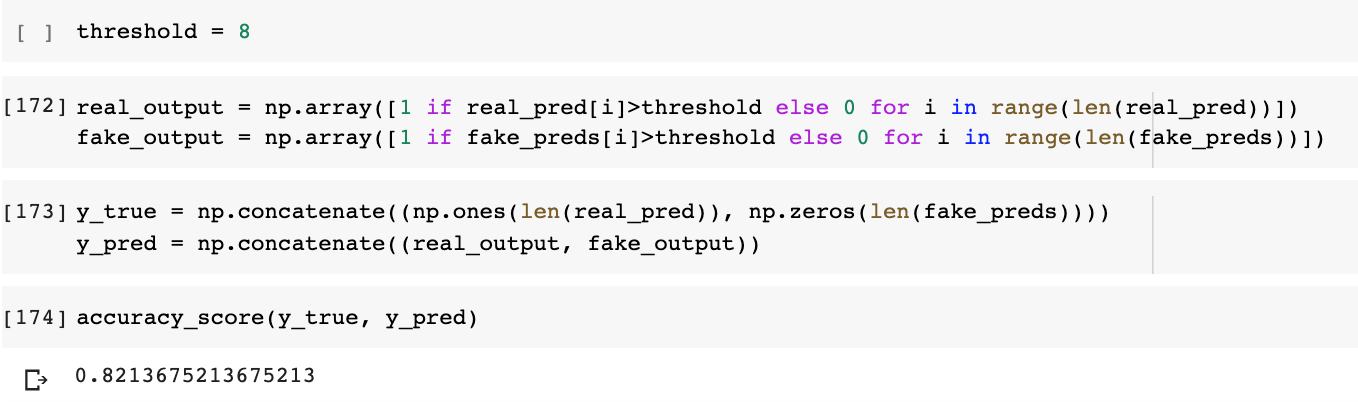 [ ] threshold = 8
[172] real_output = np.array([1 if real_pred[i]>threshold else 0 for i in range(len(real_pred))])
fake_output = np.array([1 if fake_preds[i]>threshold else 0 for i in range(len(fake_preds))])
[173] y_true = np.concatenate((np.ones(len(real_pred)), np.zeros(len(fake_preds))))
y_pred = np.concatenate((real_output, fake_output))
[174] accuracy_score(y_true, y_pred)
0.8213675213675213